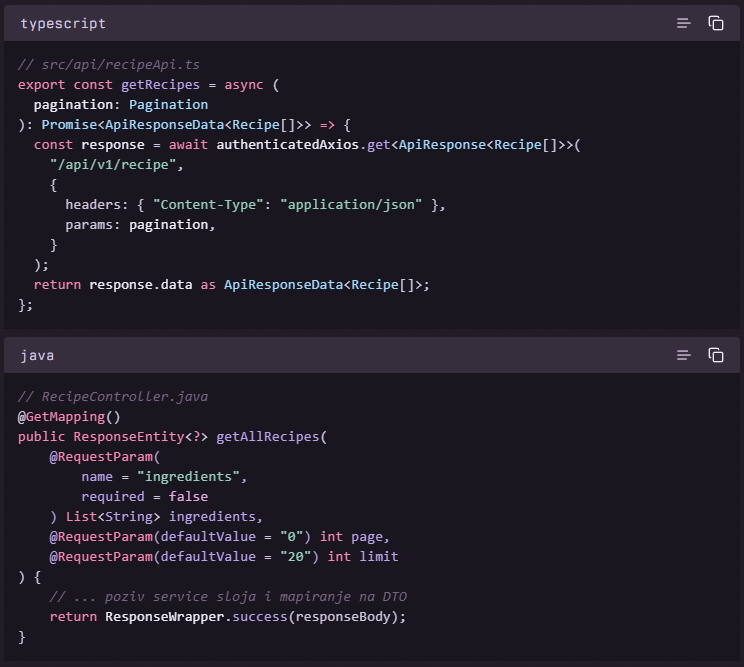 typescript
// src/api/recipeApi.ts
export const getRecipes = async (
  pagination: Pagination
): Promise<ApiResponseData<Recipe[]>> => {
  const response = await authenticatedAxios.get<ApiResponse<Recipe[]>>(
    "/api/v1/recipe",
    {
      headers: { "Content-Type": "application/json" },
      params: pagination,
    }
  );
  return response.data as ApiResponseData<Recipe[]>;
};
java
// RecipeController.java
@GetMapping()
public ResponseEntity<?> getAllRecipes(
    @RequestParam(
        name = "ingredients",
        required = false
    ) List<String> ingredients,
    @RequestParam(defaultValue = "0") int page,
    @RequestParam(defaultValue = "20") int limit
) {
    // ... poziv service sloja i mapiranje na DTO
    return ResponseWrapper.success(responseBody);
}